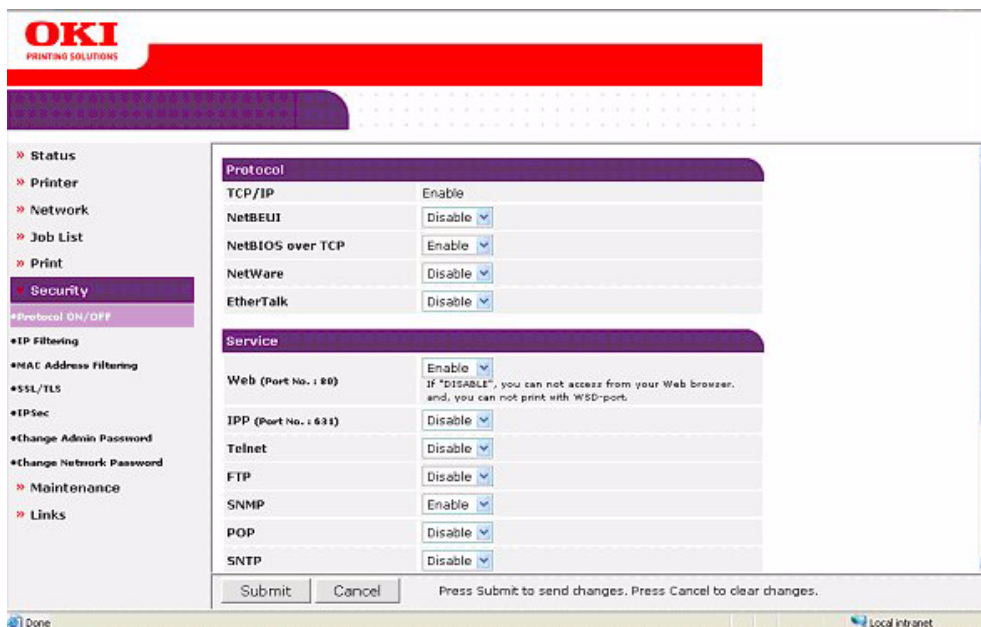 OKI
PRINTING SOLUTIONS
» Status
» Printer
» Network
» Job List
» Print
Security
•Protocol ON/OFF
•IP Filtering
•MAC Address Filtering
•SSL/TLS
•IPSec
•Change Admin Password
•Change Network Password
» Maintenance
» Links
Protocol
TCP/IP Enable
NetBEUI Disable
NetBIOS over TCP Enable
NetWare Disable
EtherTalk Disable
Service
Web (Port No. : 80) Enable
If "DISABLE", you can not access from your Web browser.
and, you can not print with WSD-port.
IPP (Port No. : 631) Disable
Telnet Disable
FTP Disable
SNMP Enable
POP Disable
SNTP Disable
Submit Cancel Press Submit to send changes. Press Cancel to clear changes.
Done Local intranet